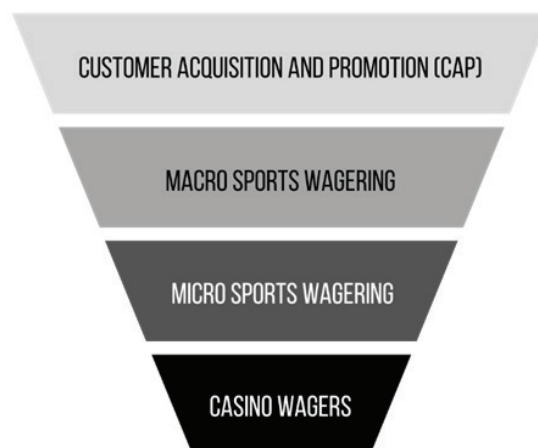 CUSTOMER ACQUISITION AND PROMOTION (CAP)
MACRO SPORTS WAGERING
MICRO SPORTS WAGERING
CASINO WAGERS